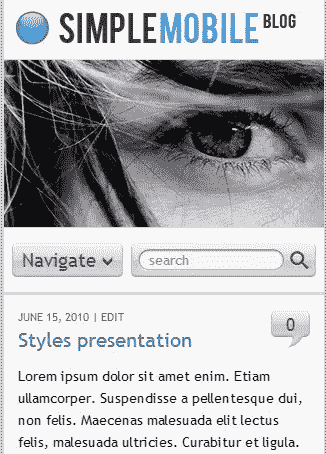 SIMPLEMOBILE BLOG
Navigate
search
JUNE 15, 2010 | EDIT
0
Styles presentation
Lorem ipsum dolor sit amet enim. Etiam
ullamcorper. Suspendisse a pellentesque dui,
non felis. Maecenas malesuada elit lectus
felis, malesuada ultricies. Curabitur et ligula.